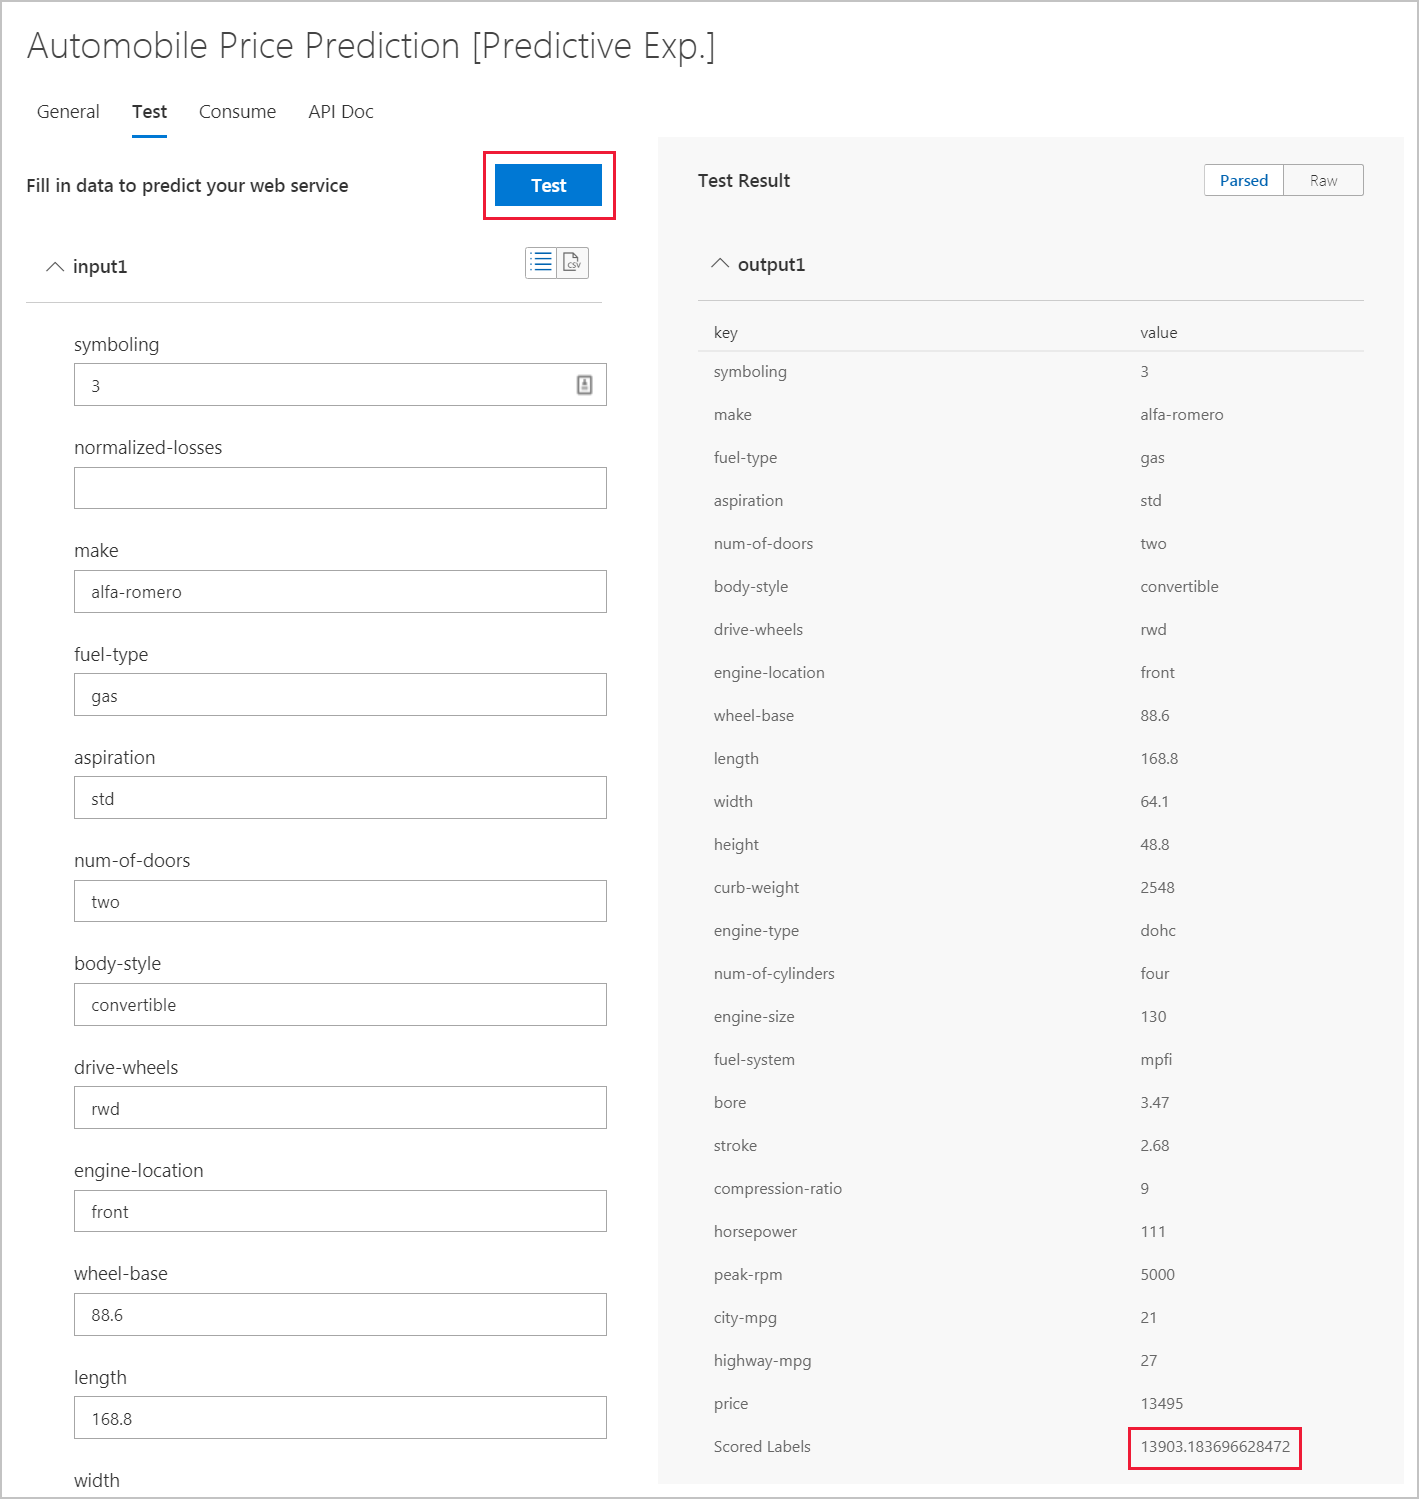 Automobile Price Prediction [Predictive Exp.]
General Test Consume API Doc
Fill in data to predict your web service
Test
input1
CSV
symboling
3
normalized-losses
make
alfa-romero
fuel-type
gas
aspiration
std
num-of-doors
two
body-style
convertible
drive-wheels
rwd
engine-location
front
wheel-base
88.6
length
168.8
width
Test Result
Parsed Raw
output1
key value
symboling 3
make alfa-romero
fuel-type gas
aspiration std
num-of-doors two
body-style convertible
drive-wheels rwd
engine-location front
wheel-base 88.6
length 168.8
width 64.1
height 48.8
curb-weight 2548
engine-type dohc
num-of-cylinders four
engine-size 130
fuel-system mpfi
bore 3.47
stroke 2.68
compression-ratio 9
horsepower 111
peak-rpm 5000
city-mpg 21
highway-mpg 27
price 13495
Scored Labels 13903.183696628472